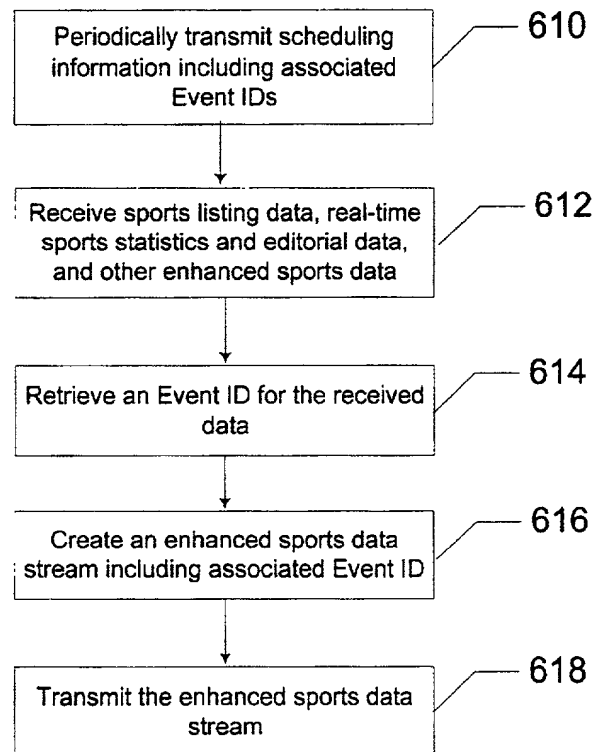 Periodically transmit scheduling
information including associated
Event IDs
610
Receive sports listing data, real-time
sports statistics and editorial data,
and other enhanced sports data
612
Retrieve an Event ID for the received
data
614
Create an enhanced sports data
stream including associated Event ID
616
Transmit the enhanced sports data
stream
618